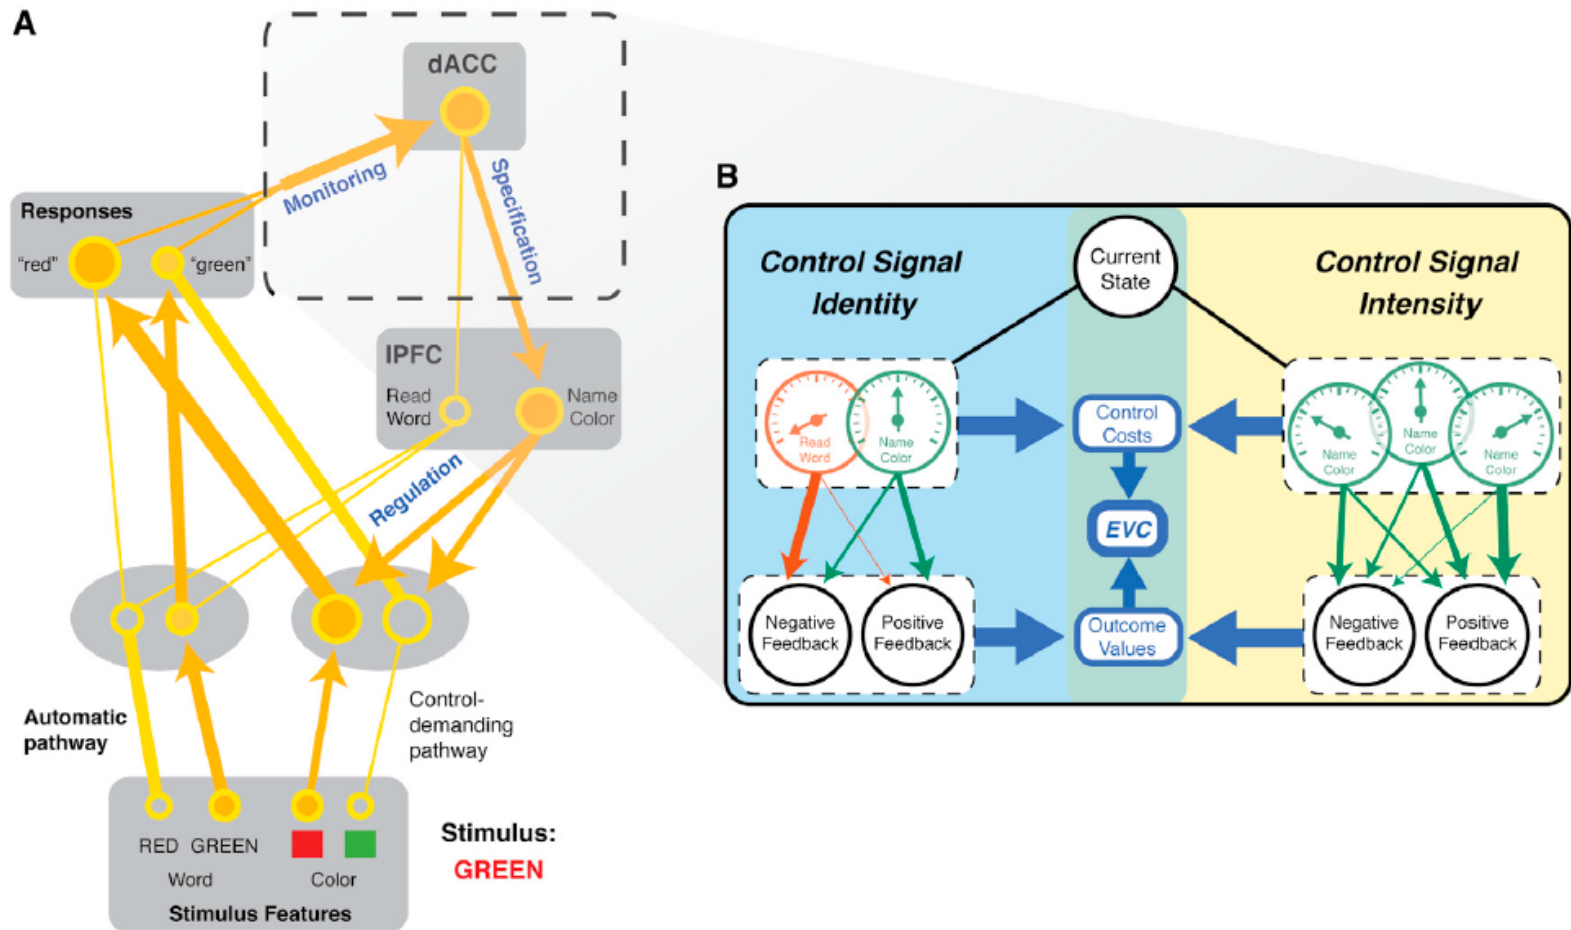 A
dACC
Monitoring
Specification
Responses
"red"
"green"
lPFC
Read
Word
Name
Color
Regulation
Automatic
pathway
Control-
demanding
pathway
RED GREEN
Word
Color
Stimulus Features
Stimulus:
GREEN
B
Control Signal
Identity
Current
State
Control Signal
Intensity
Read
Word
Name
Color
Control
Costs
Name
Color
Name
Color
Name
Color
EVC
Negative
Feedback
Positive
Feedback
Outcome
Values
Negative
Feedback
Positive
Feedback